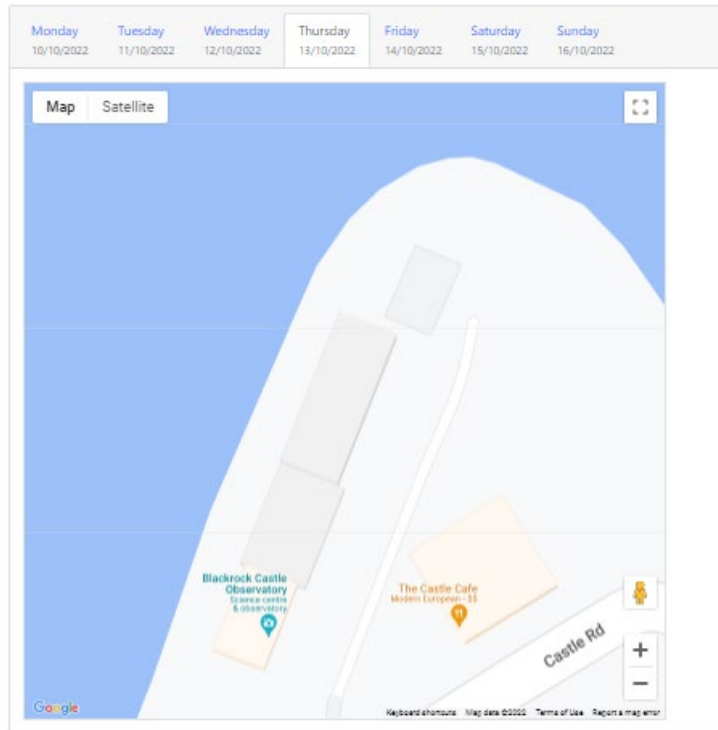 Monday Tuesday Wednesday Thursday Friday Saturday Sunday
10/10/2022 11/10/2022 12/10/2022 13/10/2022 14/10/2022 15/10/2022 16/10/2022
Map Satellite
Blackrock Castle
Observatory
Science centre
& observatory
The Castle Cafe
Modern European - $$
Castle Rd
+
−
Google
Keyboard shortcuts Map data ©2022 Terms of Use Report a map error